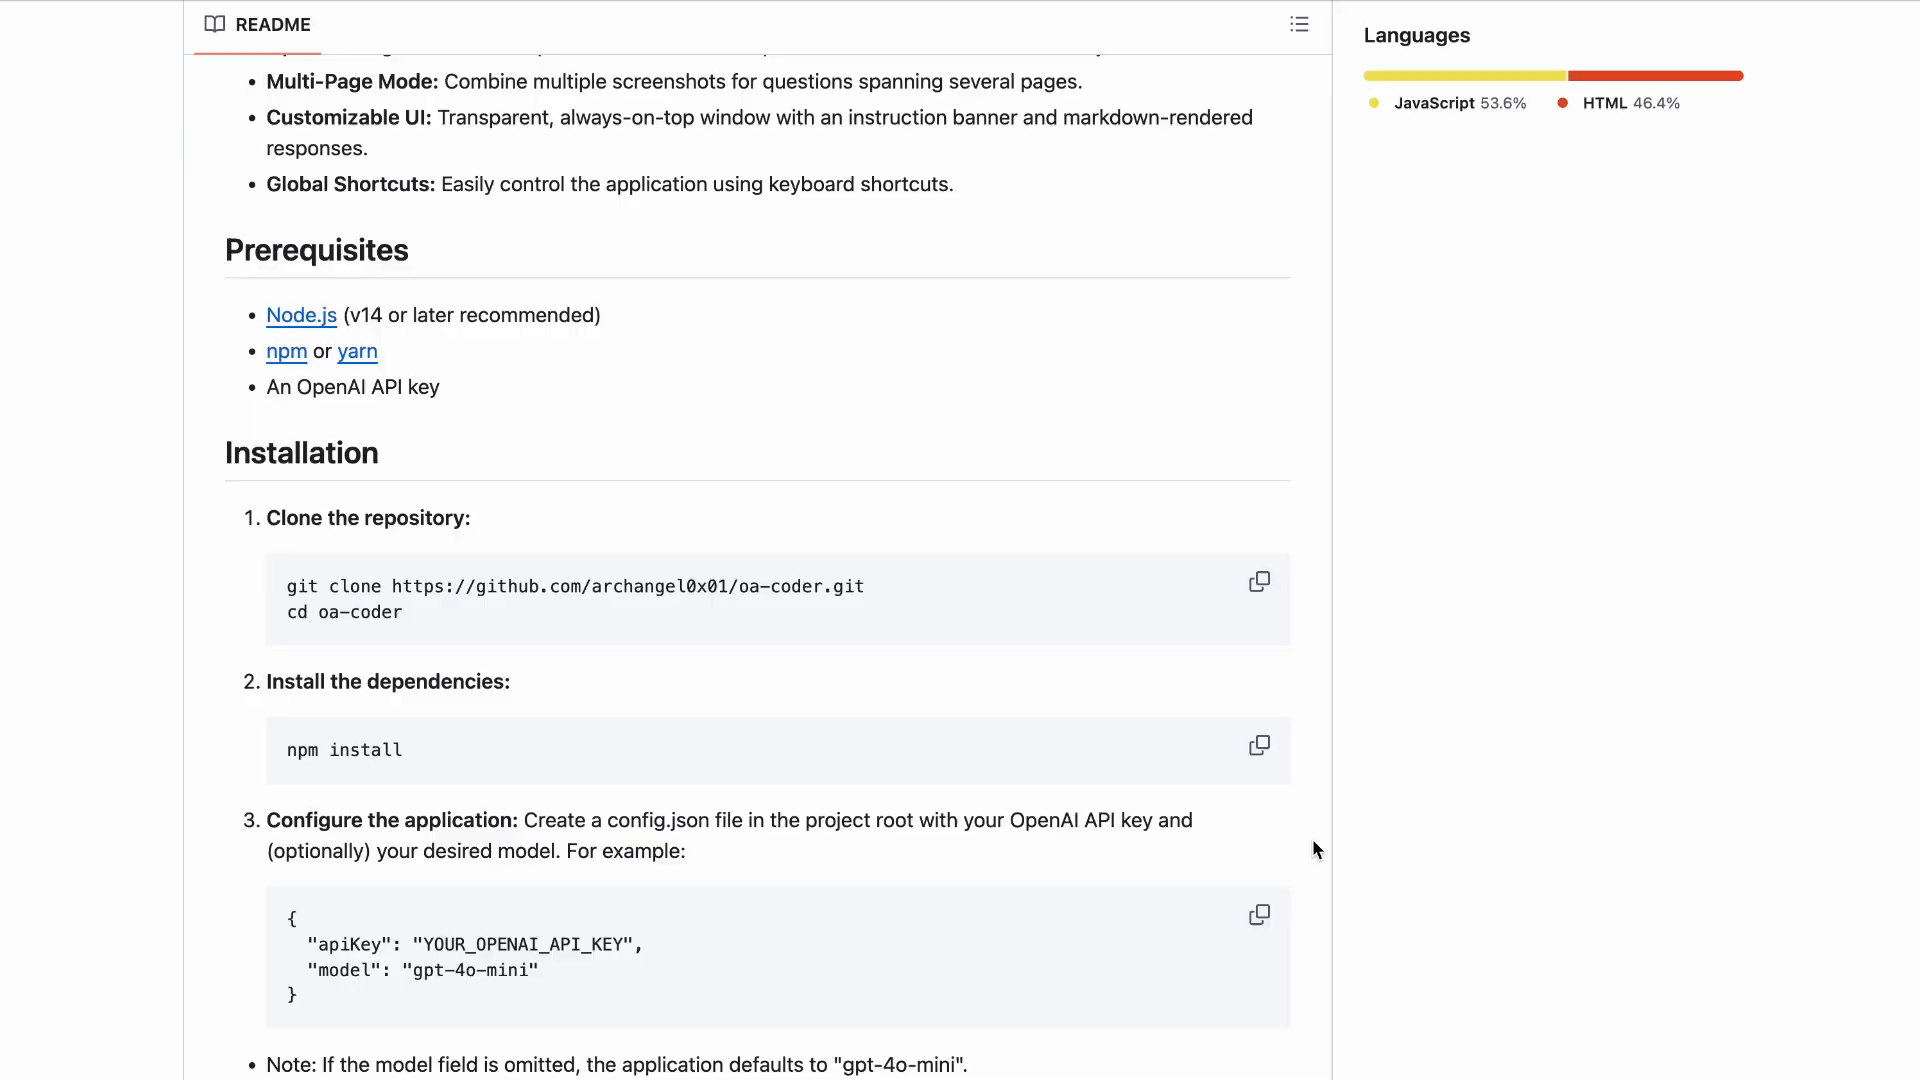 README
Languages
Multi-Page Mode: Combine multiple screenshots for questions spanning several pages.
JavaScript 53.6%
HTML 46.4%
Customizable UI: Transparent, always-on-top window with an instruction banner and markdown-rendered
responses.
Global Shortcuts: Easily control the application using keyboard shortcuts.
Prerequisites
Node.js (v14 or later recommended)
npm or yarn
An OpenAI API key
Installation
1. Clone the repository:
git clone https://github.com/archangel0x01/oa-coder.git
cd oa-coder
2. Install the dependencies:
npm install
3. Configure the application: Create a config.json file in the project root with your OpenAI API key and
(optionally) your desired model. For example:
{
"apiKey": "YOUR_OPENAI_API_KEY",
"model": "gpt-4o-mini"
}
Note: If the model field is omitted, the application defaults to "gpt-4o-mini".